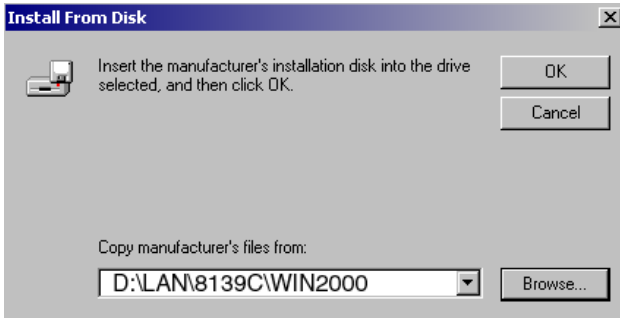 Install From Disk
Insert the manufacturer's installation disk into the drive
selected, and then click OK.
OK
Cancel
Copy manufacturer's files from:
D:\LAN\8139C\WIN2000
Browse...